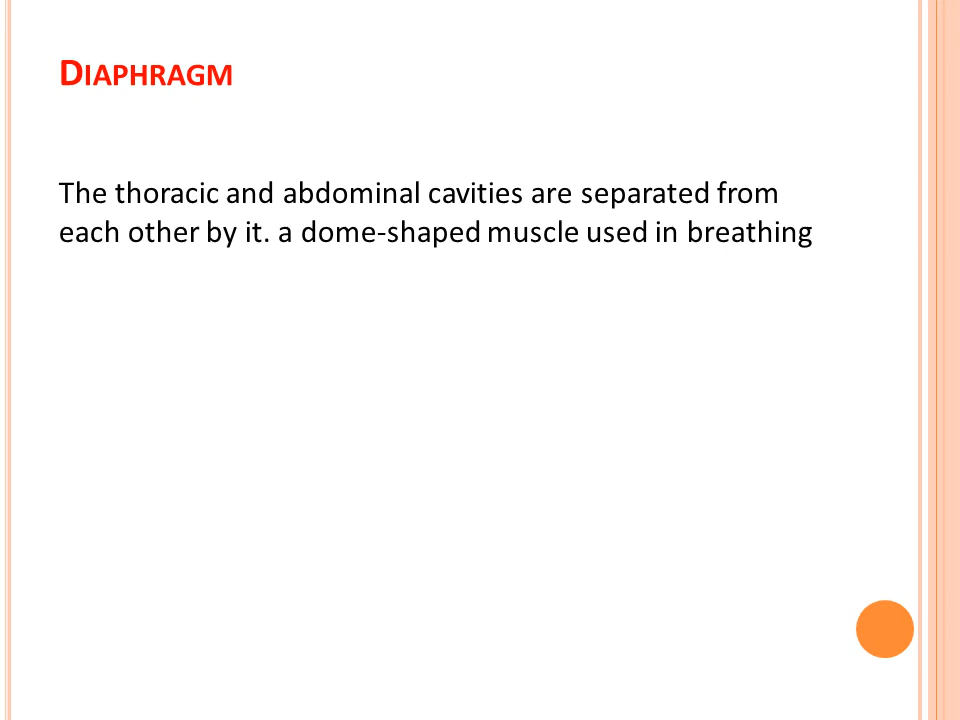 Diaphragm
The thoracic and abdominal cavities are separated from
each other by it. a dome-shaped muscle used in breathing